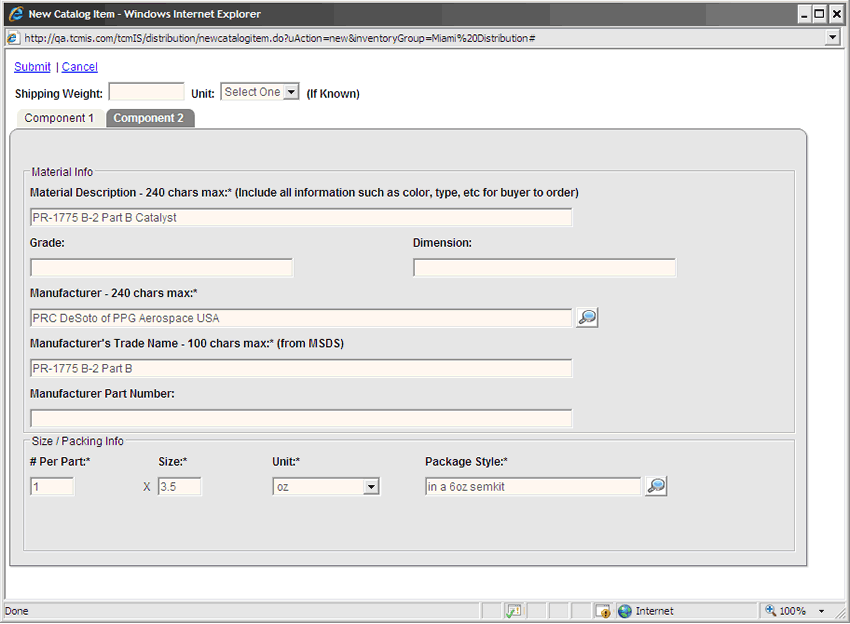 New Catalog Item - Windows Internet Explorer
http://qa.tcmis.com/tcmIS/distribution/newcatalogitem.do?uAction=new&inventoryGroup=Miami%20Distribution#
Submit | Cancel
Shipping Weight: Unit: Select One (If Known)
Component 1 Component 2
Material Info
Material Description - 240 chars max:* (Include all information such as color, type, etc for buyer to order)
PR-1775 B-2 Part B Catalyst
Grade: Dimension:
Manufacturer - 240 chars max:*
PRC DeSoto of PPG Aerospace USA
Manufacturer's Trade Name - 100 chars max:* (from MSDS)
PR-1775 B-2 Part B
Manufacturer Part Number:
Size / Packing Info
# Per Part:* Size:* Unit:* Package Style:*
1 X 3.5 oz in a 6oz semkit
Done Internet 100%